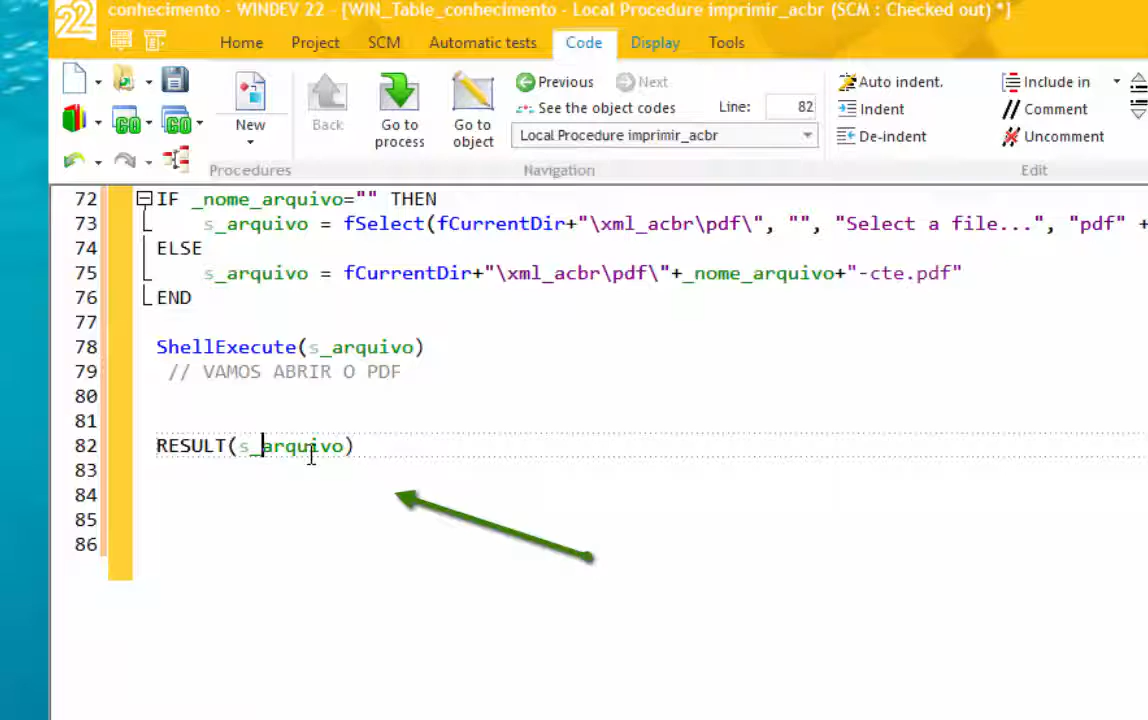 22
conhecimento - WINDEV 22 - [WIN_Table_conhecimento - Local Procedure imprimir_acbr (SCM : Checked out) *]
Home Project SCM Automatic tests Code Display Tools
Previous Next Auto indent. Include in
See the object codes Line: 82 Indent // Comment
New Back Go to process Go to object Local Procedure imprimir_acbr De-indent Uncomment
GO GO
Procedures Navigation Edit
72 IF _nome_arquivo="" THEN
73 s_arquivo = fSelect(fCurrentDir+"\xml_acbr\pdf\", "", "Select a file...", "pdf" +
74 ELSE
75 s_arquivo = fCurrentDir+"\xml_acbr\pdf\"+_nome_arquivo+"-cte.pdf"
76 END
77
78 ShellExecute(s_arquivo)
79 // VAMOS ABRIR O PDF
80
81
82 RESULT(s_arquivo)
83
84
85
86